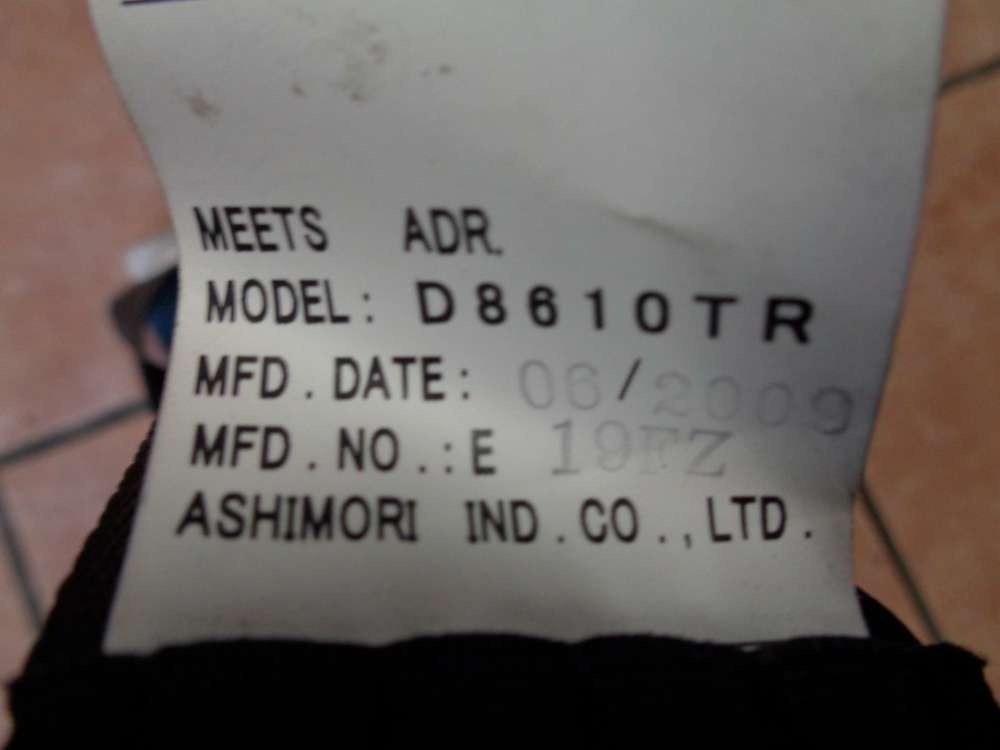 MEETS ADR.
MODEL: D8610TR
MFD. DATE: 06/2009
MFD. NO.: E 19FZ
ASHIMORI IND. CO., LTD.